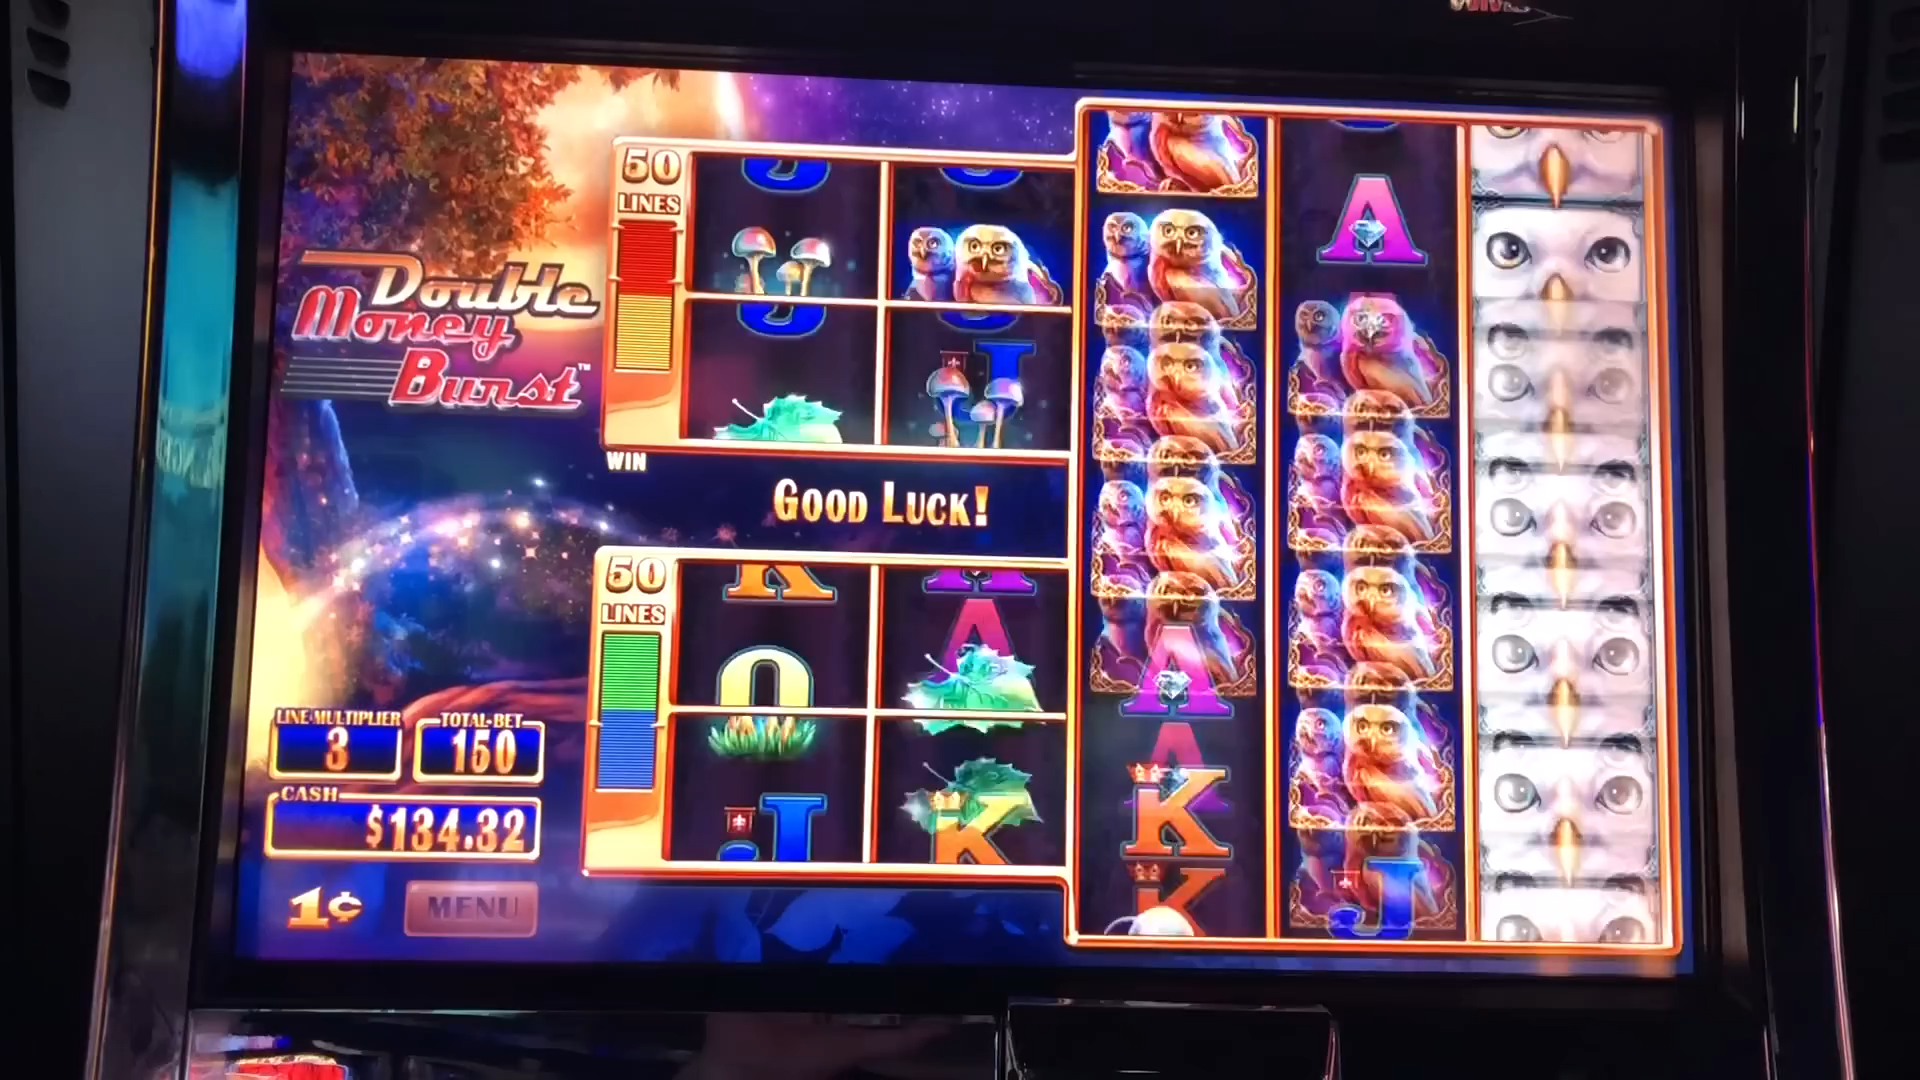 50
LINES
Double
Money
Burst™
WIN
GOOD LUCK!
50
LINES
LINE MULTIPLIER
3
TOTAL BET
150
CASH
$134.32
1¢
MENU
A
J
K
A
Q
A
J
K
A
K
K
J